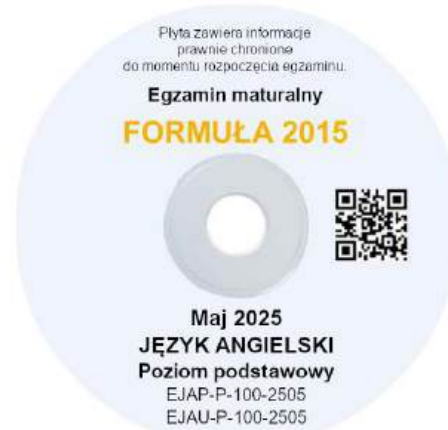 Płyta zawiera informacje
prawnie chronione
do momentu rozpoczęcia egzaminu.
Egzamin maturalny
FORMUŁA 2015
Maj 2025
JĘZYK ANGIELSKI
Poziom podstawowy
EJAP-P-100-2505
EJAU-P-100-2505